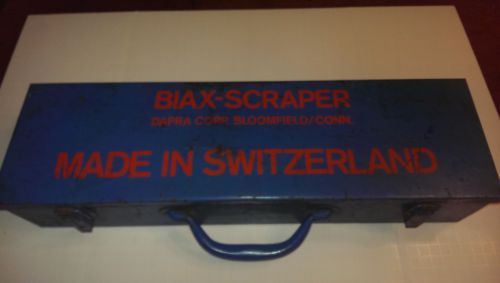 BIAX-SCRAPER
DAPRA CORP. BLOOMFIELD/CONN.
MADE IN SWITZERLAND